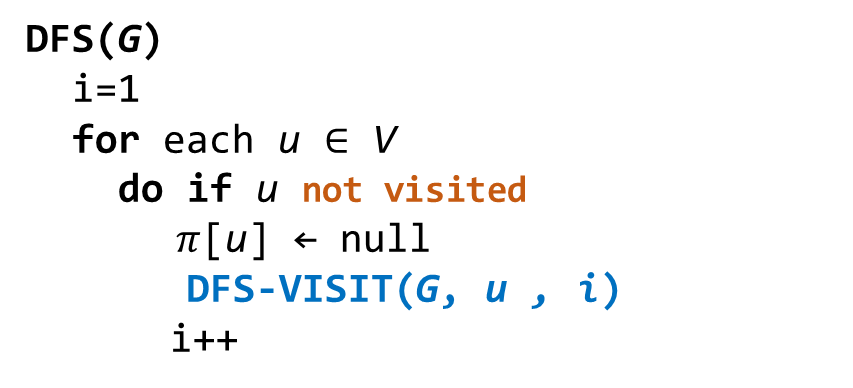 DFS(G)
i=1
for each u ∈ V
do if u not visited
π[u] ← null
DFS-VISIT(G, u , i)
i++